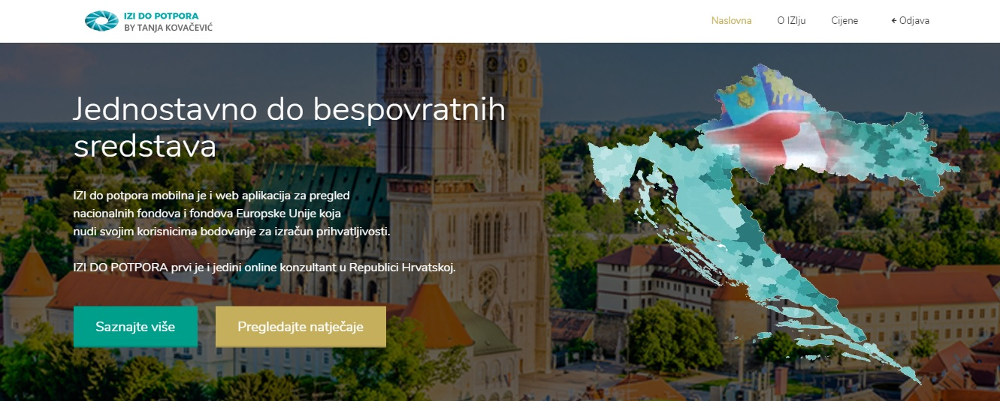 IZI DO POTPORA
BY TANJA KOVAČEVIĆ
Naslovna
O IZIju
Cijene
← Odjava
Jednostavno do bespovratnih
sredstava
IZI do potpora mobilna je i web aplikacija za pregled
nacionalnih fondova i fondova Europske Unije koja
nudi svojim korisnicima bodovanje za izračun prihvatljivosti.
IZI DO POTPORA prvi je i jedini online konzultant u Republici Hrvatskoj.
Saznajte više
Pregledajte natječaje